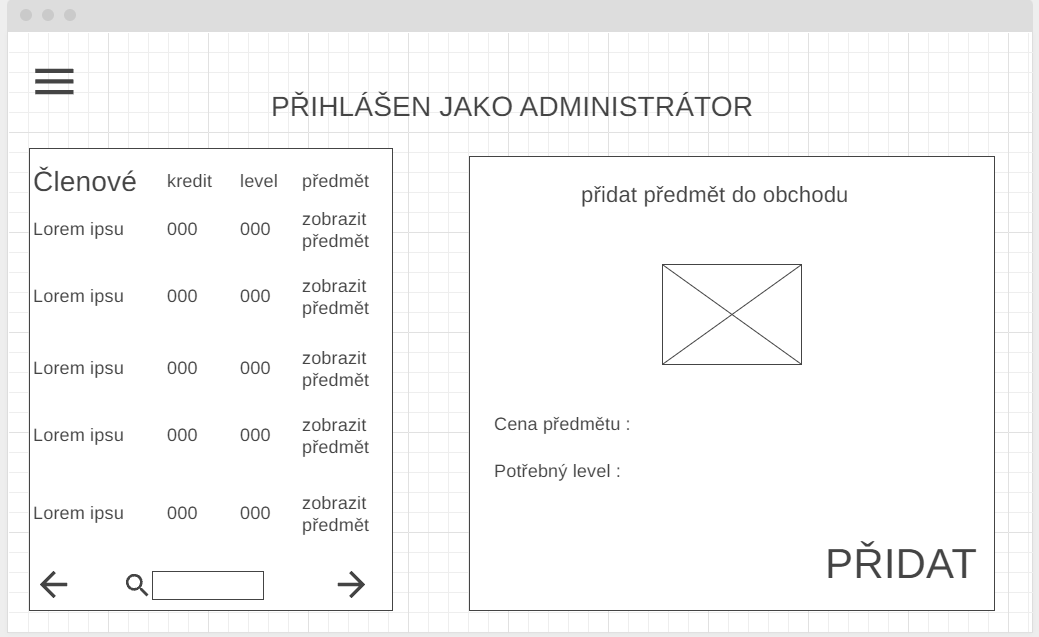 PŘIHLÁŠEN JAKO ADMINISTRÁTOR
Členové kredit level předmět
Lorem ipsu 000 000 zobrazit
předmět
Lorem ipsu 000 000 zobrazit
předmět
Lorem ipsu 000 000 zobrazit
předmět
Lorem ipsu 000 000 zobrazit
předmět
Lorem ipsu 000 000 zobrazit
předmět
přidat předmět do obchodu
Cena předmětu :
Potřebný level :
PŘIDAT